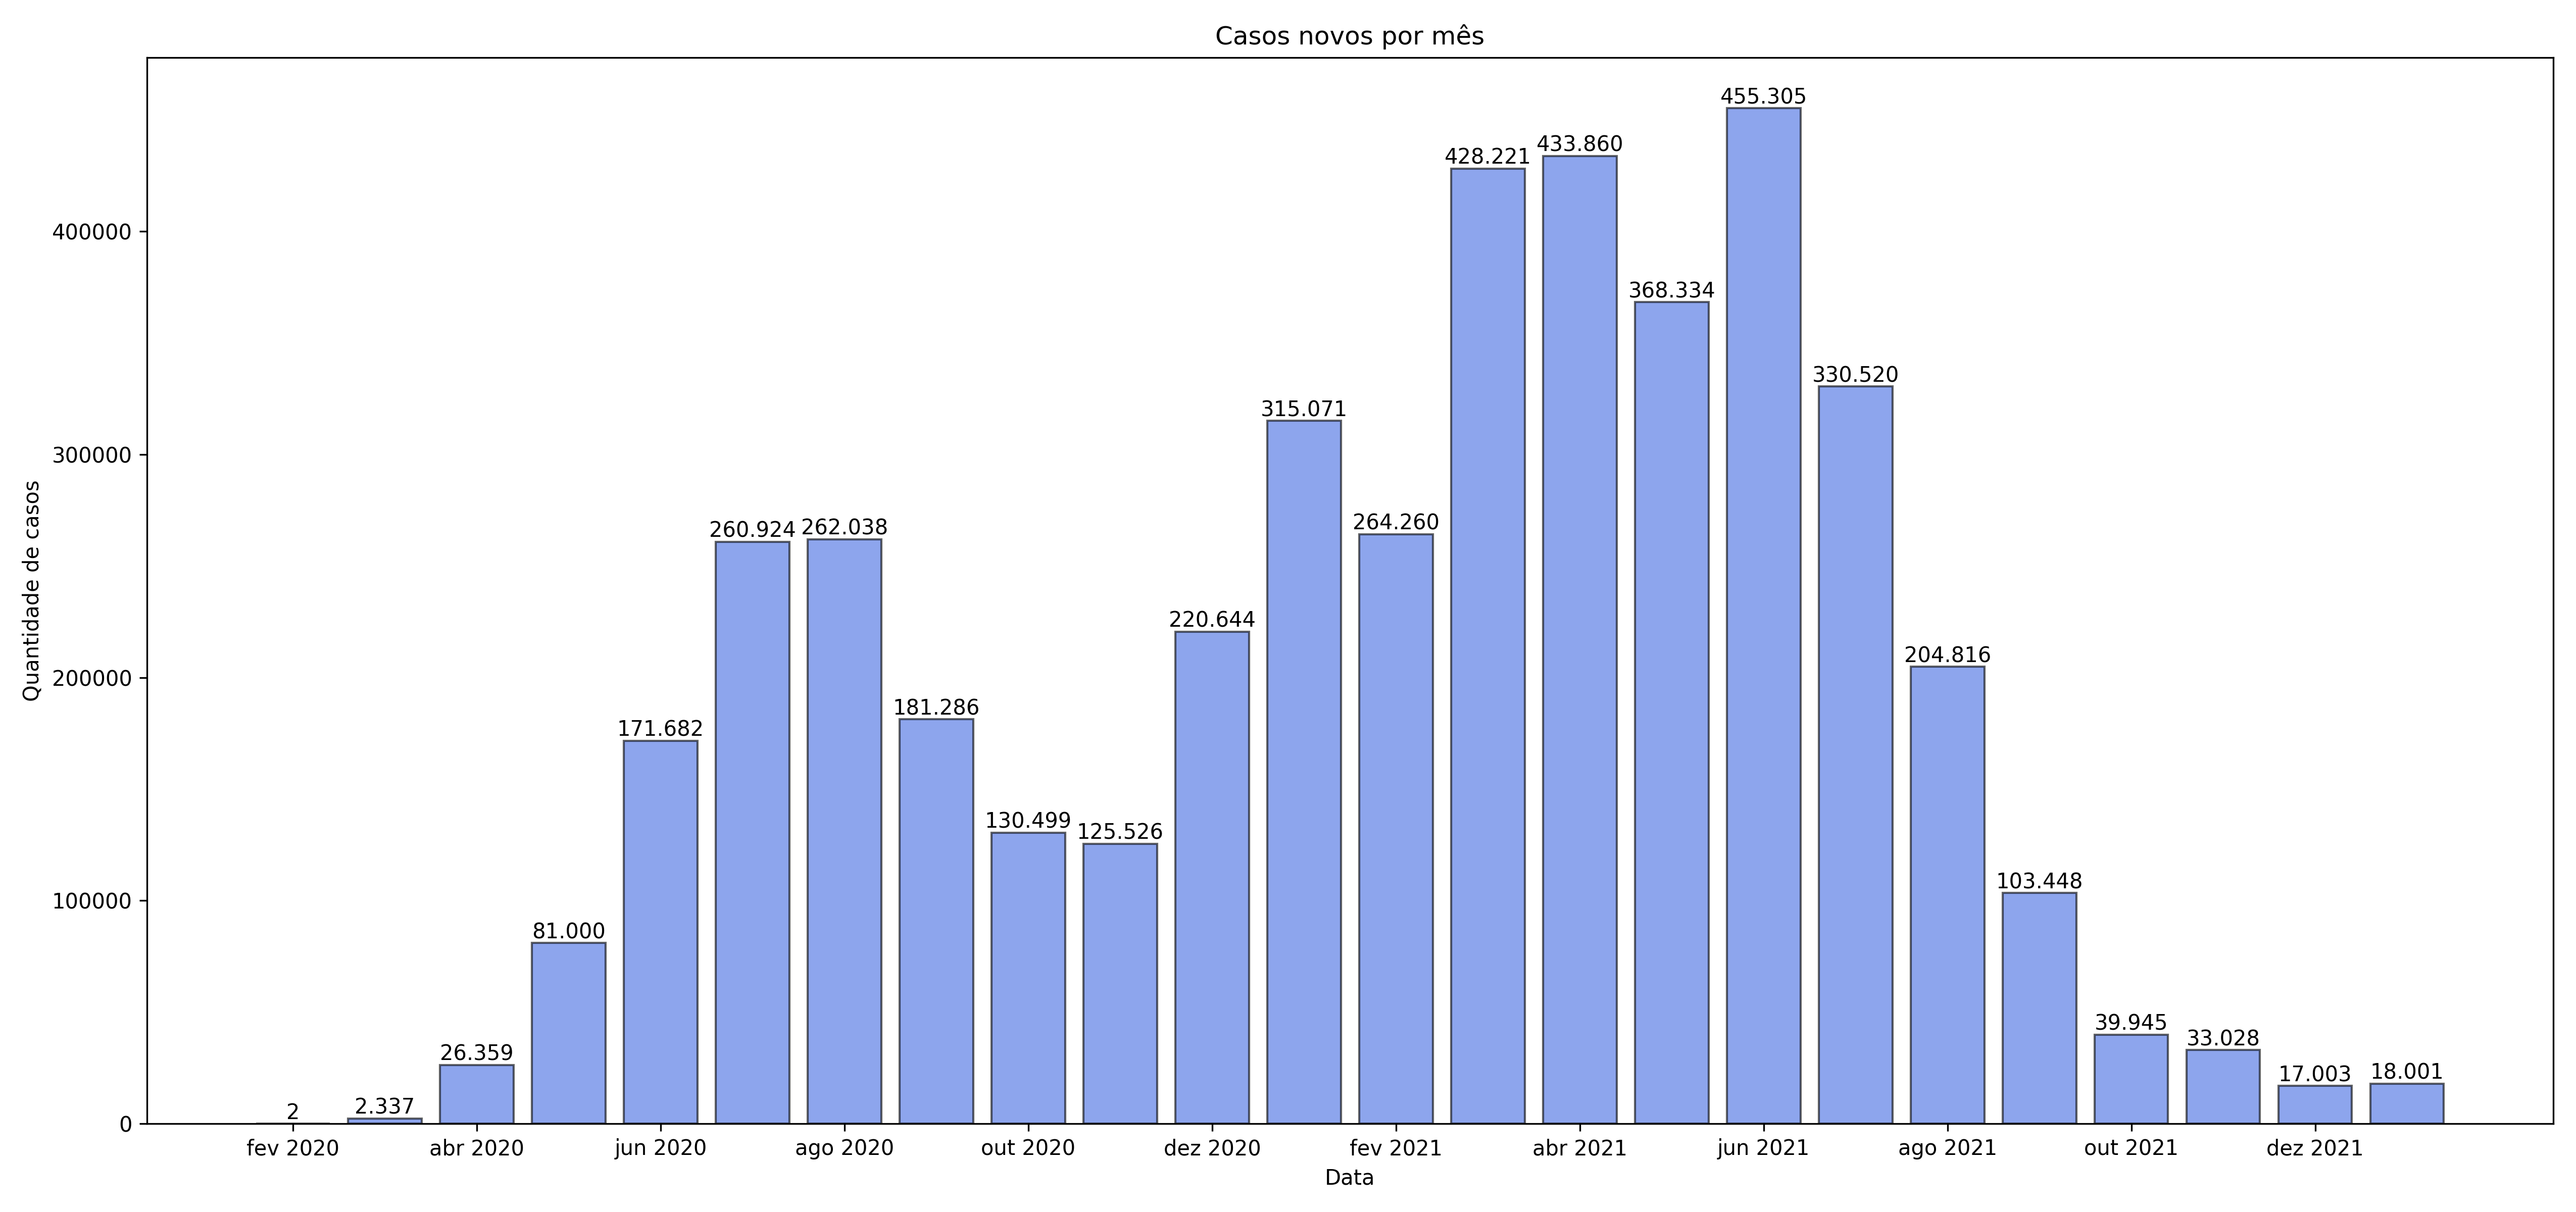 Casos novos por mês
Quantidade de casos
400000
300000
200000
100000
0
2
2.337
26.359
81.000
171.682
260.924
262.038
181.286
130.499
125.526
220.644
315.071
264.260
428.221
433.860
368.334
455.305
330.520
204.816
103.448
39.945
33.028
17.003
18.001
fev 2020
abr 2020
jun 2020
ago 2020
out 2020
dez 2020
fev 2021
abr 2021
jun 2021
ago 2021
out 2021
dez 2021
Data